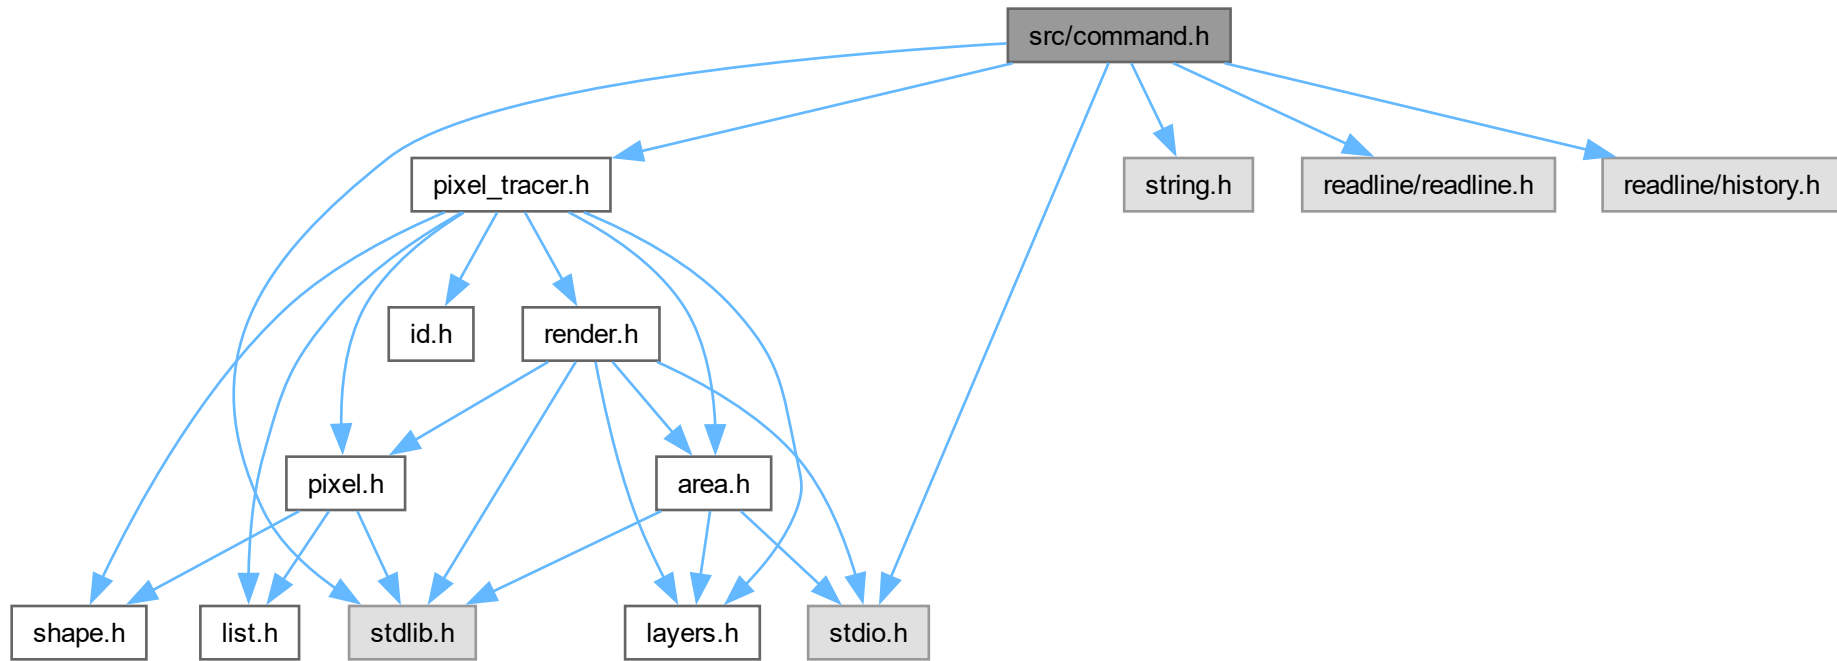 src/command.h
pixel_tracer.h
string.h
readline/readline.h
readline/history.h
id.h
render.h
pixel.h
area.h
shape.h
list.h
stdlib.h
layers.h
stdio.h